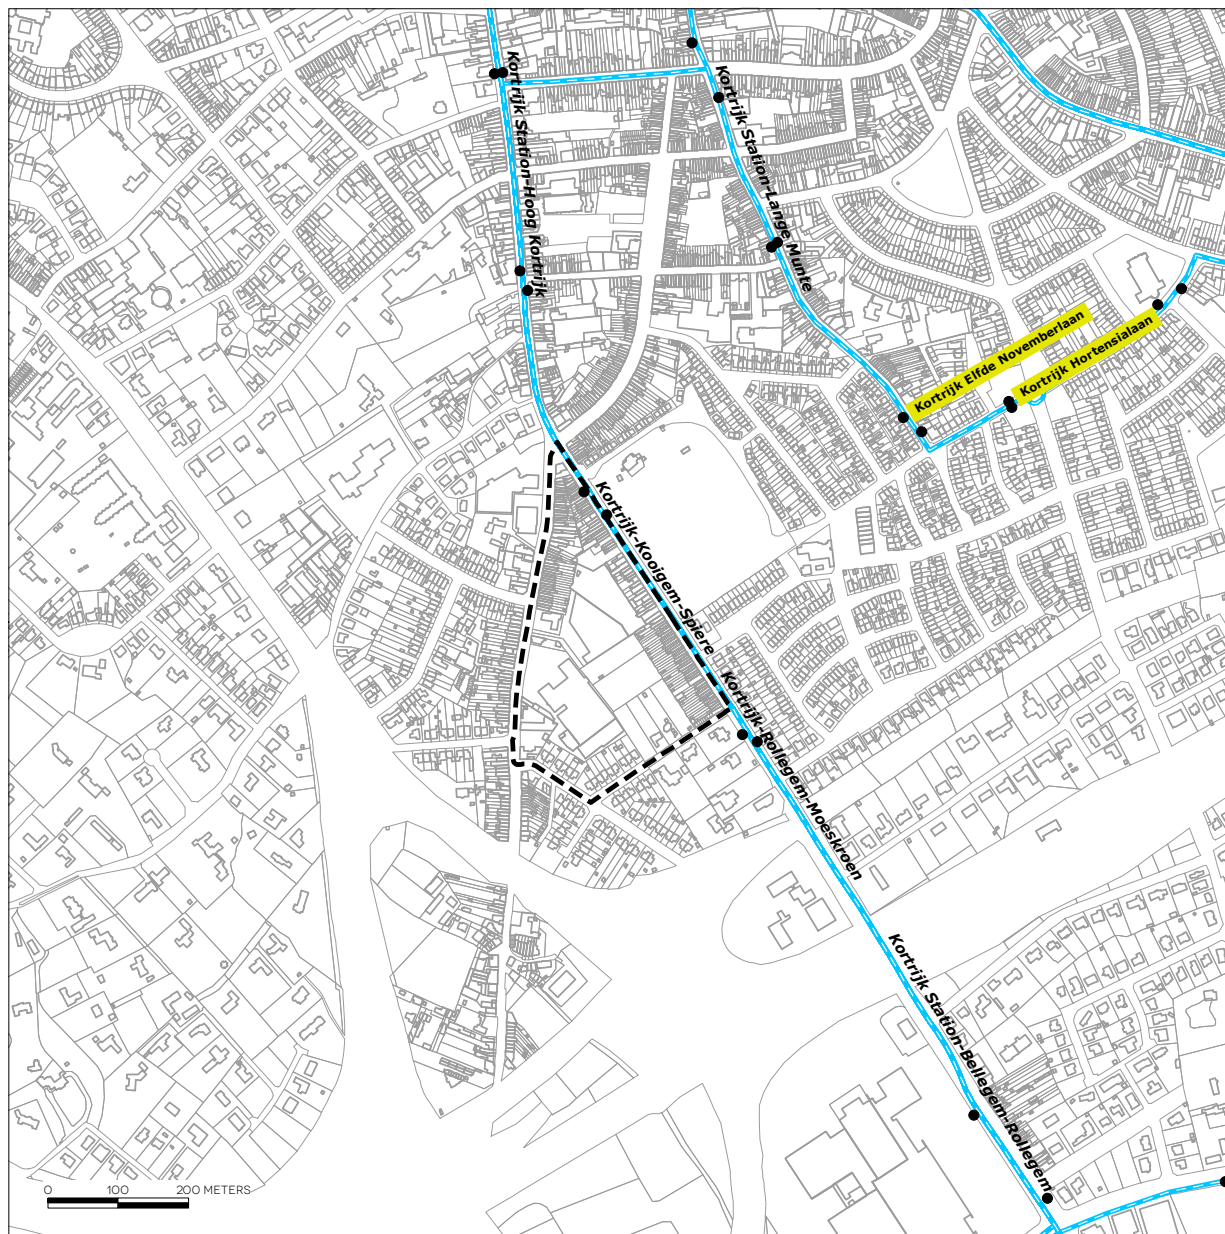 Kortrijk Station-Hoog Kortrijk
Kortrijk Station-Lange Munte
Kortrijk Elfde Novemberlaan
Kortrijk Hortensialaan
Kortrijk-Kooigem-Spiere
Kortrijk-Rollegem-Moeskroen
Kortrijk Station-Bellegem-Rollegem
0 100 200 METERS